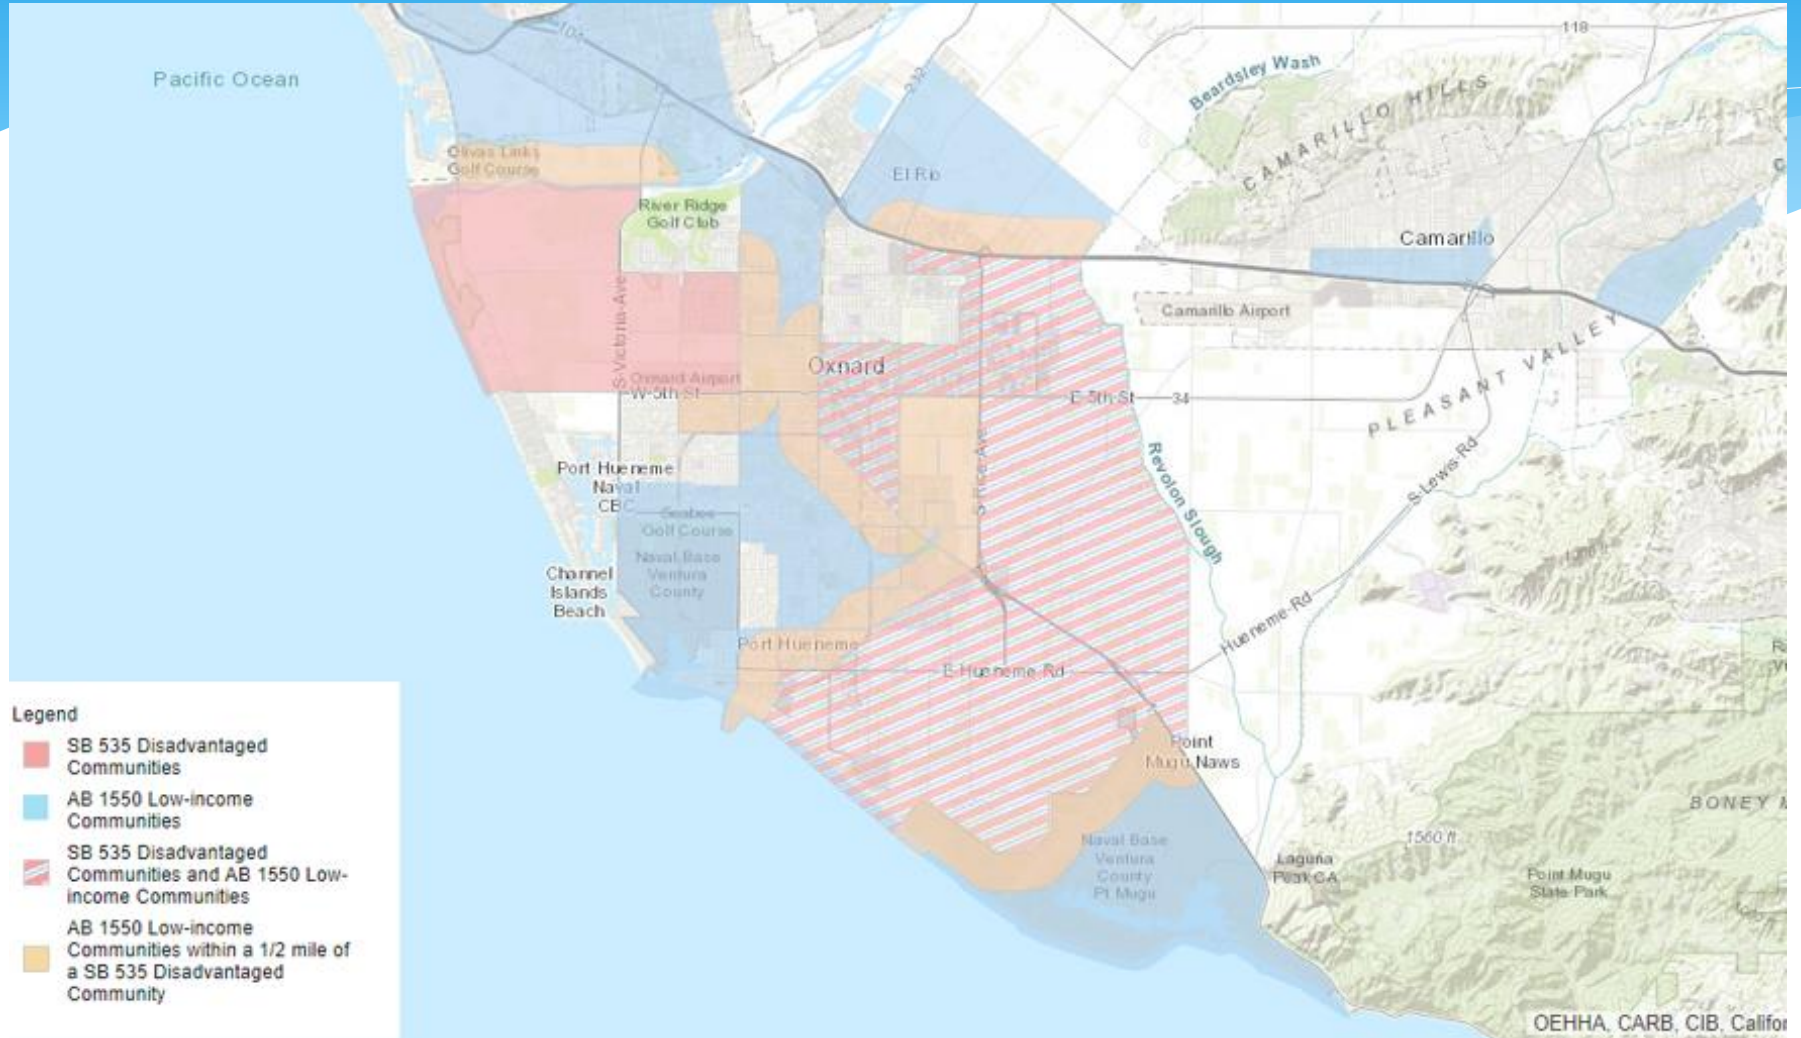 118
101
Pacific Ocean
Beardsley Wash
232
CAMARILLO HILLS
Olivas Links
Golf Course
El Rio
River Ridge
Golf Club
Camarillo
S-Victoria-Ave
Camarillo Airport
Oxnard
PLEASANT VALLEY
Oxnard Airport
W-5th-St
E-5th-St
34
S-Rice-Ave
Revolon Slough
S-Lewis-Rd
Port Hueneme
Naval
CBC
Seabee
Golf Course
Naval Base
Ventura
County
Channel
Islands
Beach
Hueneme-Rd
Port Hueneme
E-Hueneme-Rd
Point
Mugu Naws
BONEY M
1560 ft
Naval Base
Ventura
County
Pt Mugu
Laguna
Peak CA
Point Mugu
State Park
Legend
SB 535 Disadvantaged
Communities
AB 1550 Low-income
Communities
SB 535 Disadvantaged
Communities and AB 1550 Low-
income Communities
AB 1550 Low-income
Communities within a 1/2 mile of
a SB 535 Disadvantaged
Community
OEHHA, CARB, CIB, Califor